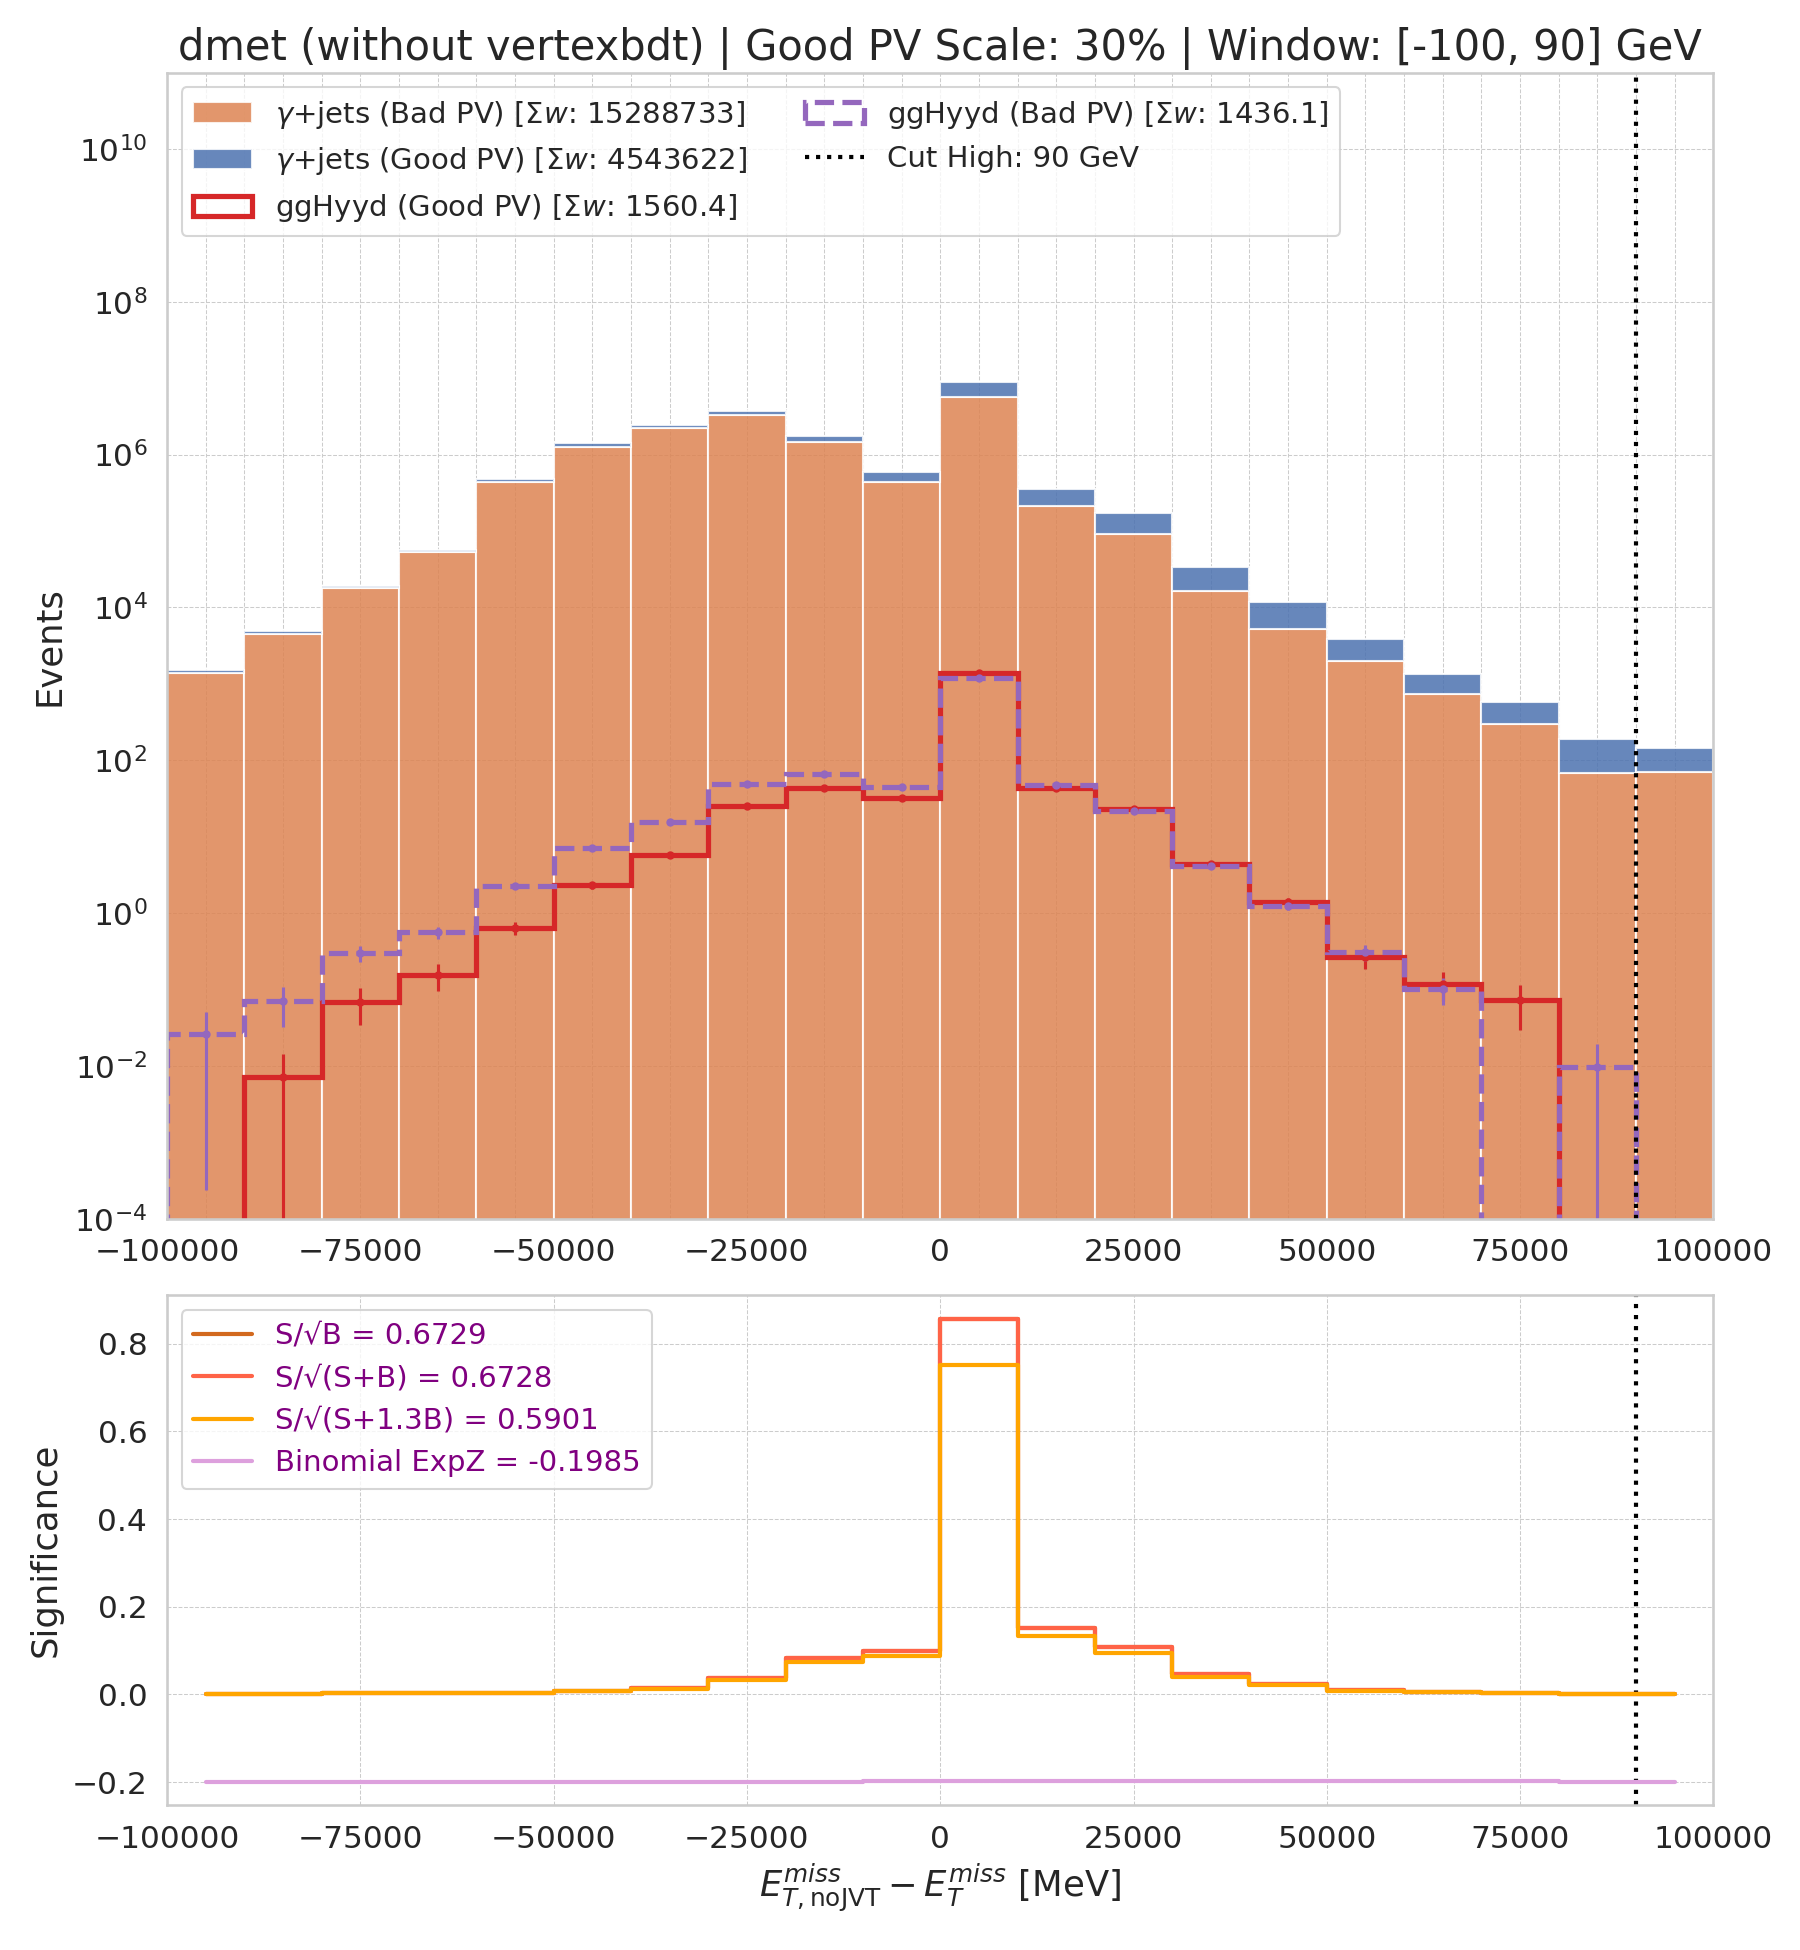 dmet (without vertexbdt) | Good PV Scale: 30% | Window: [-100, 90] GeV
γ+jets (Bad PV) [Σw: 15288733]
γ+jets (Good PV) [Σw: 4543622]
ggHyyd (Good PV) [Σw: 1560.4]
ggHyyd (Bad PV) [Σw: 1436.1]
Cut High: 90 GeV
Events
10^10
10^8
10^6
10^4
10^2
10^0
10^−2
10^−4
−100000 −75000 −50000 −25000 0 25000 50000 75000 100000
S/√B = 0.6729
S/√(S+B) = 0.6728
S/√(S+1.3B) = 0.5901
Binomial ExpZ = -0.1985
Significance
0.8
0.6
0.4
0.2
0.0
−0.2
−100000 −75000 −50000 −25000 0 25000 50000 75000 100000
E_{T, noJVT}^{miss} − E_T^{miss} [MeV]